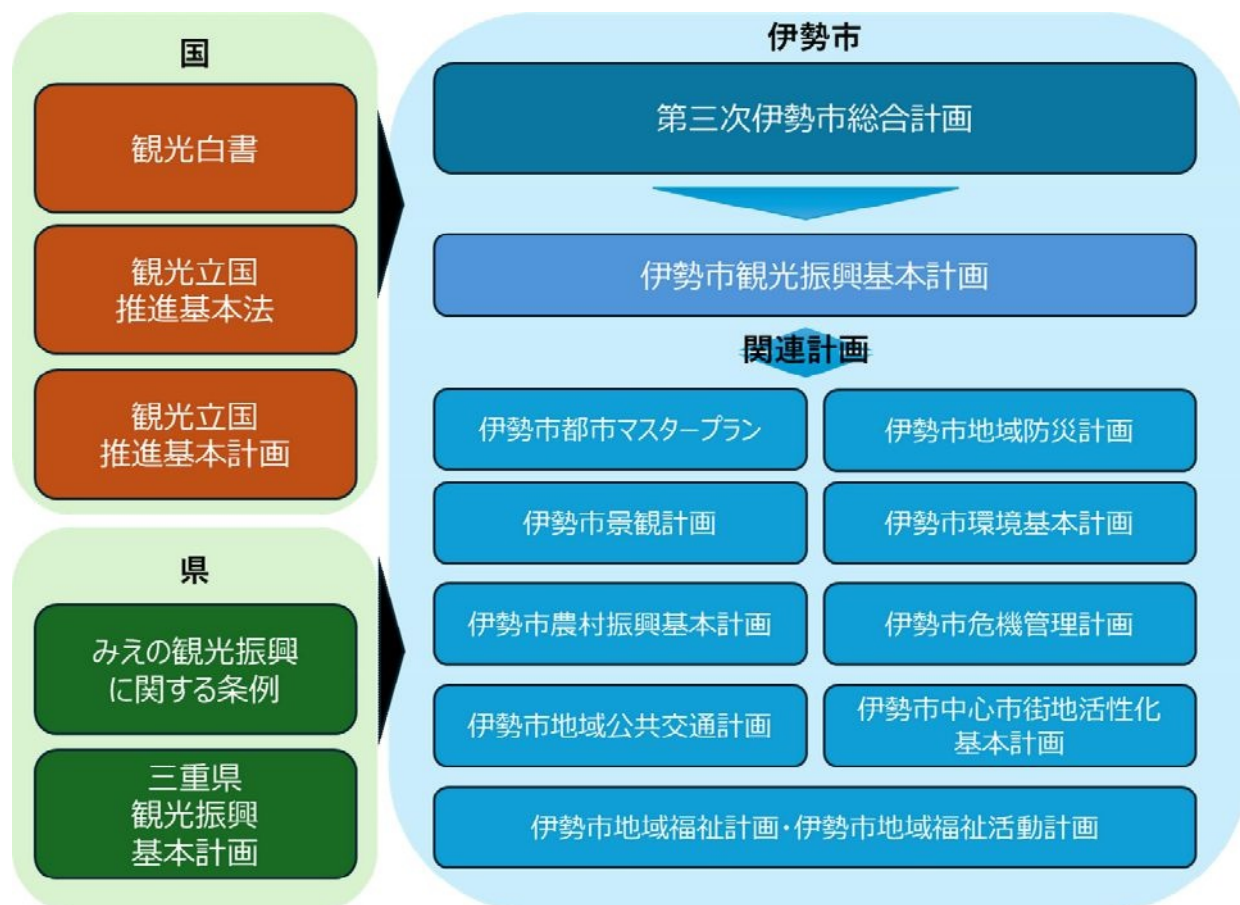 国
観光白書
観光立国
推進基本法
観光立国
推進基本計画
県
みえの観光振興
に関する条例
三重県
観光振興
基本計画
伊勢市
第三次伊勢市総合計画
伊勢市観光振興基本計画
関連計画
伊勢市都市マスタープラン
伊勢市地域防災計画
伊勢市景観計画
伊勢市環境基本計画
伊勢市農村振興基本計画
伊勢市危機管理計画
伊勢市地域公共交通計画
伊勢市中心市街地活性化
基本計画
伊勢市地域福祉計画・伊勢市地域福祉活動計画